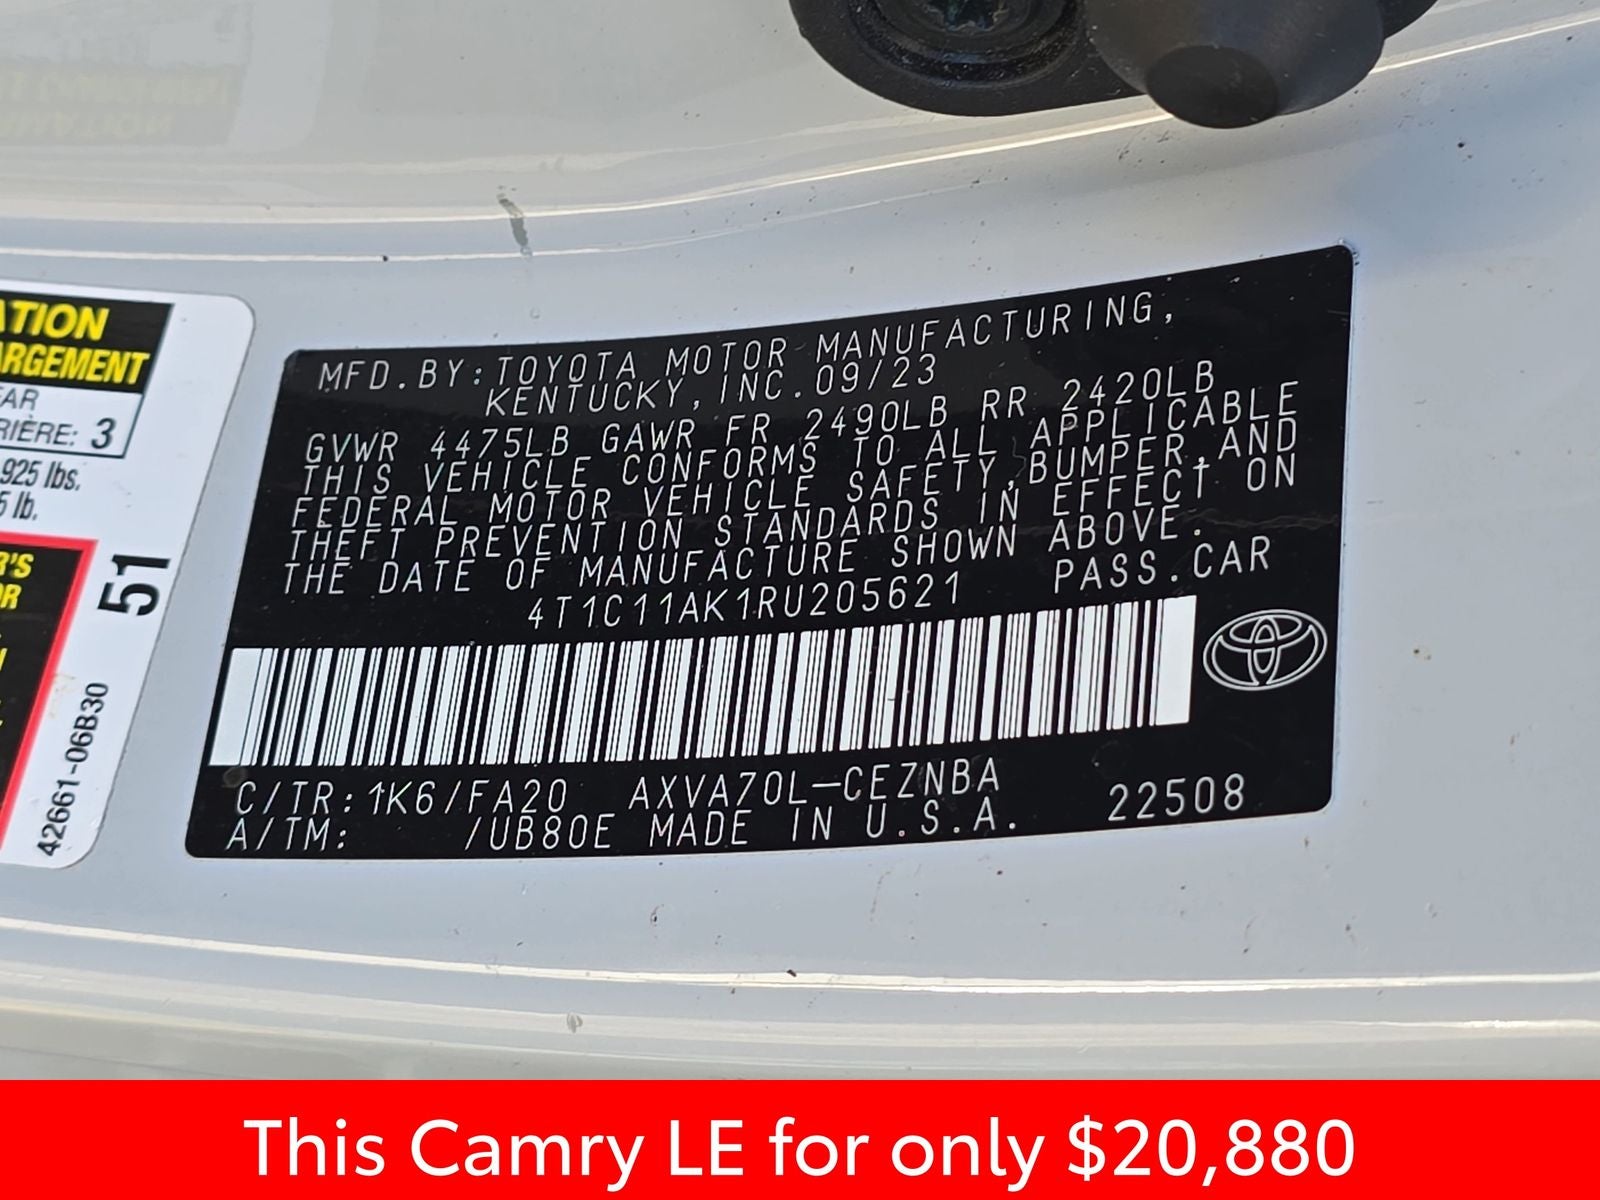 ATION
ARGEMENT
EAR
RIÈRE: 3
925 lbs.
5 lb.
R'S
OR
51
42661-06B30
MFD.BY:TOYOTA MOTOR MANUFACTURING,
KENTUCKY,INC.09/23
GVWR 4475LB GAWR FR 2490LB RR 2420LB
THIS VEHICLE CONFORMS TO ALL APPLICABLE
FEDERAL MOTOR VEHICLE SAFETY,BUMPER,AND
THEFT PREVENTION STANDARDS IN EFFECT ON
THE DATE OF MANUFACTURE SHOWN ABOVE.
4T1C11AK1RU205621 PASS.CAR
C/TR:1K6/FA20 AXVA70L-CEZNBA 22508
A/TM: /UB80E MADE IN U.S.A.
This Camry LE for only $20,880